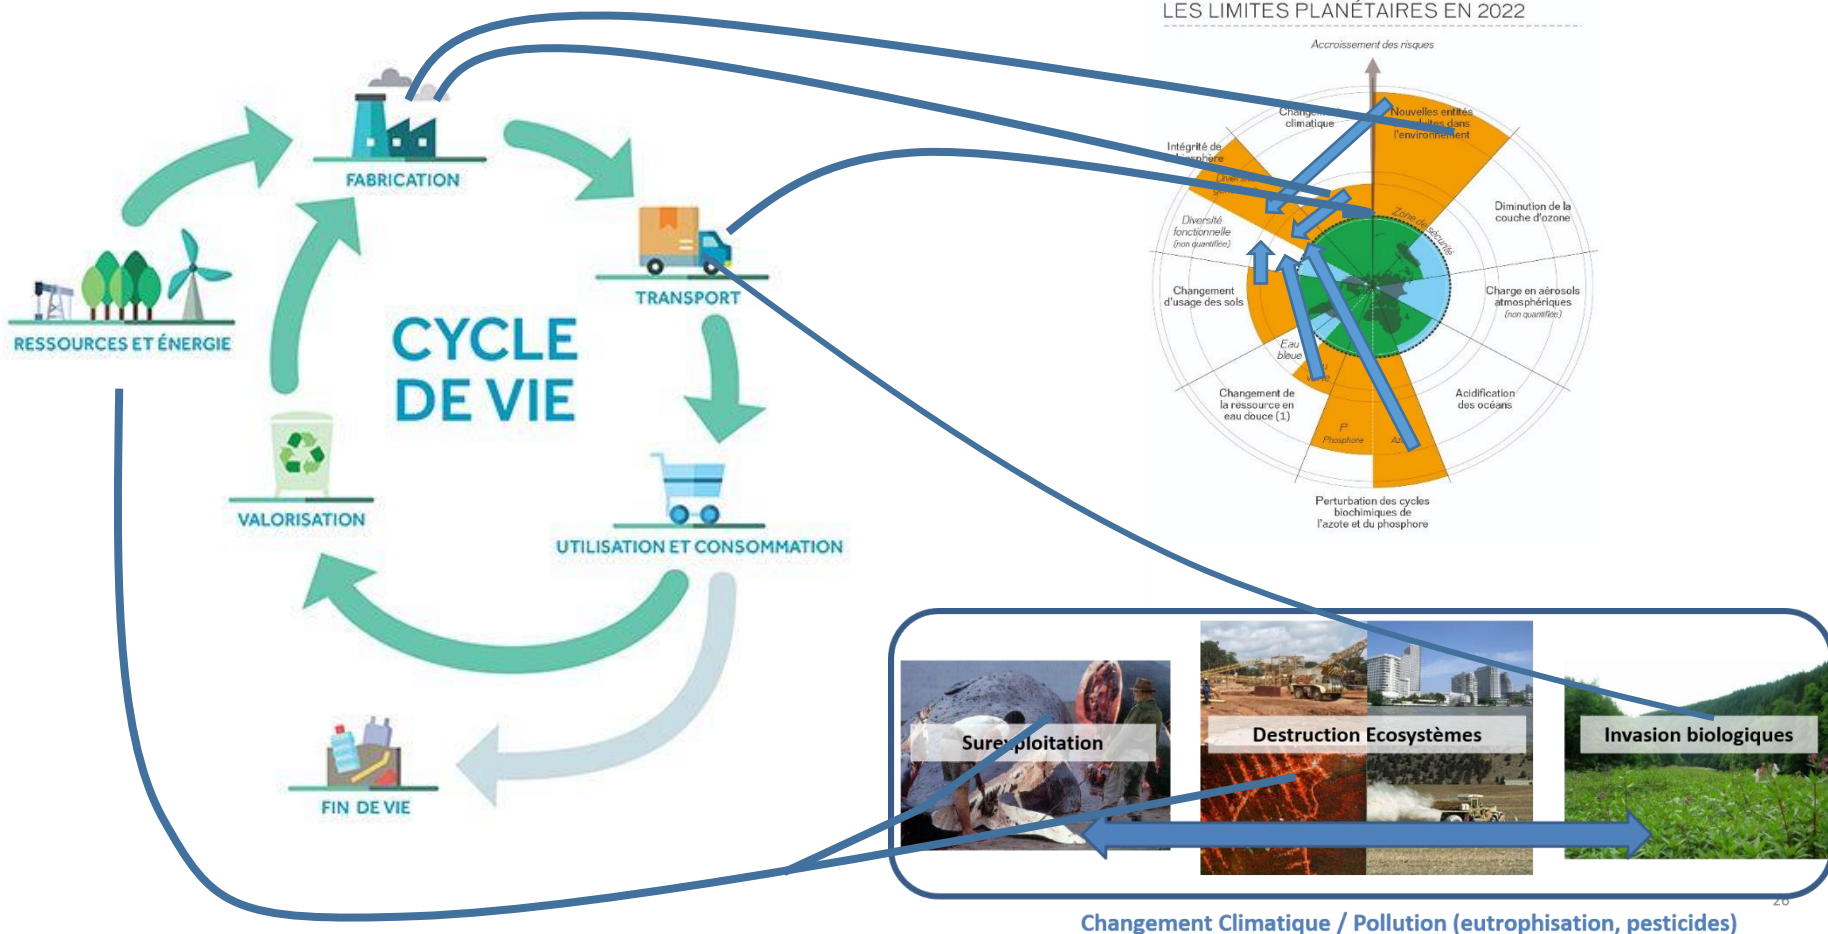 LES LIMITES PLANÉTAIRES EN 2022
Accroissement des risques
Changement
climatique
Nouvelles entités
dans
l'environnement
Intégrité de
Diversité
fonctionnelle
(non quantifiée)
Zone de sécurité
Diminution de la
couche d'ozone
Changement
d'usage des sols
Charge en aérosols
atmosphériques
(non quantifiée)
Eau
bleue
Changement de
la ressource en
eau douce (1)
Acidification
des océans
P
Phosphore
Perturbation des cycles
biochimiques de
l'azote et du phosphore
FABRICATION
TRANSPORT
RESSOURCES ET ÉNERGIE
CYCLE
DE VIE
VALORISATION
UTILISATION ET CONSOMMATION
FIN DE VIE
Surexploitation
Destruction Ecosystèmes
Invasion biologiques
26
Changement Climatique / Pollution (eutrophisation, pesticides)